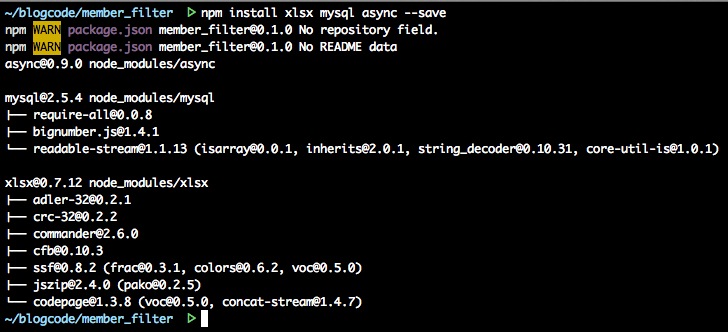 ~/blogcode/member_filter ▷ npm install xlsx mysql async --save
npm WARN package.json member_filter@0.1.0 No repository field.
npm WARN package.json member_filter@0.1.0 No README data
async@0.9.0 node_modules/async

mysql@2.5.4 node_modules/mysql
├── require-all@0.0.8
├── bignumber.js@1.4.1
└── readable-stream@1.1.13 (isarray@0.0.1, inherits@2.0.1, string_decoder@0.10.31, core-util-is@1.0.1)

xlsx@0.7.12 node_modules/xlsx
├── adler-32@0.2.1
├── crc-32@0.2.2
├── commander@2.6.0
├── cfb@0.10.3
├── ssf@0.8.2 (frac@0.3.1, colors@0.6.2, voc@0.5.0)
├── jszip@2.4.0 (pako@0.2.5)
└── codepage@1.3.8 (voc@0.5.0, concat-stream@1.4.7)
~/blogcode/member_filter ▷